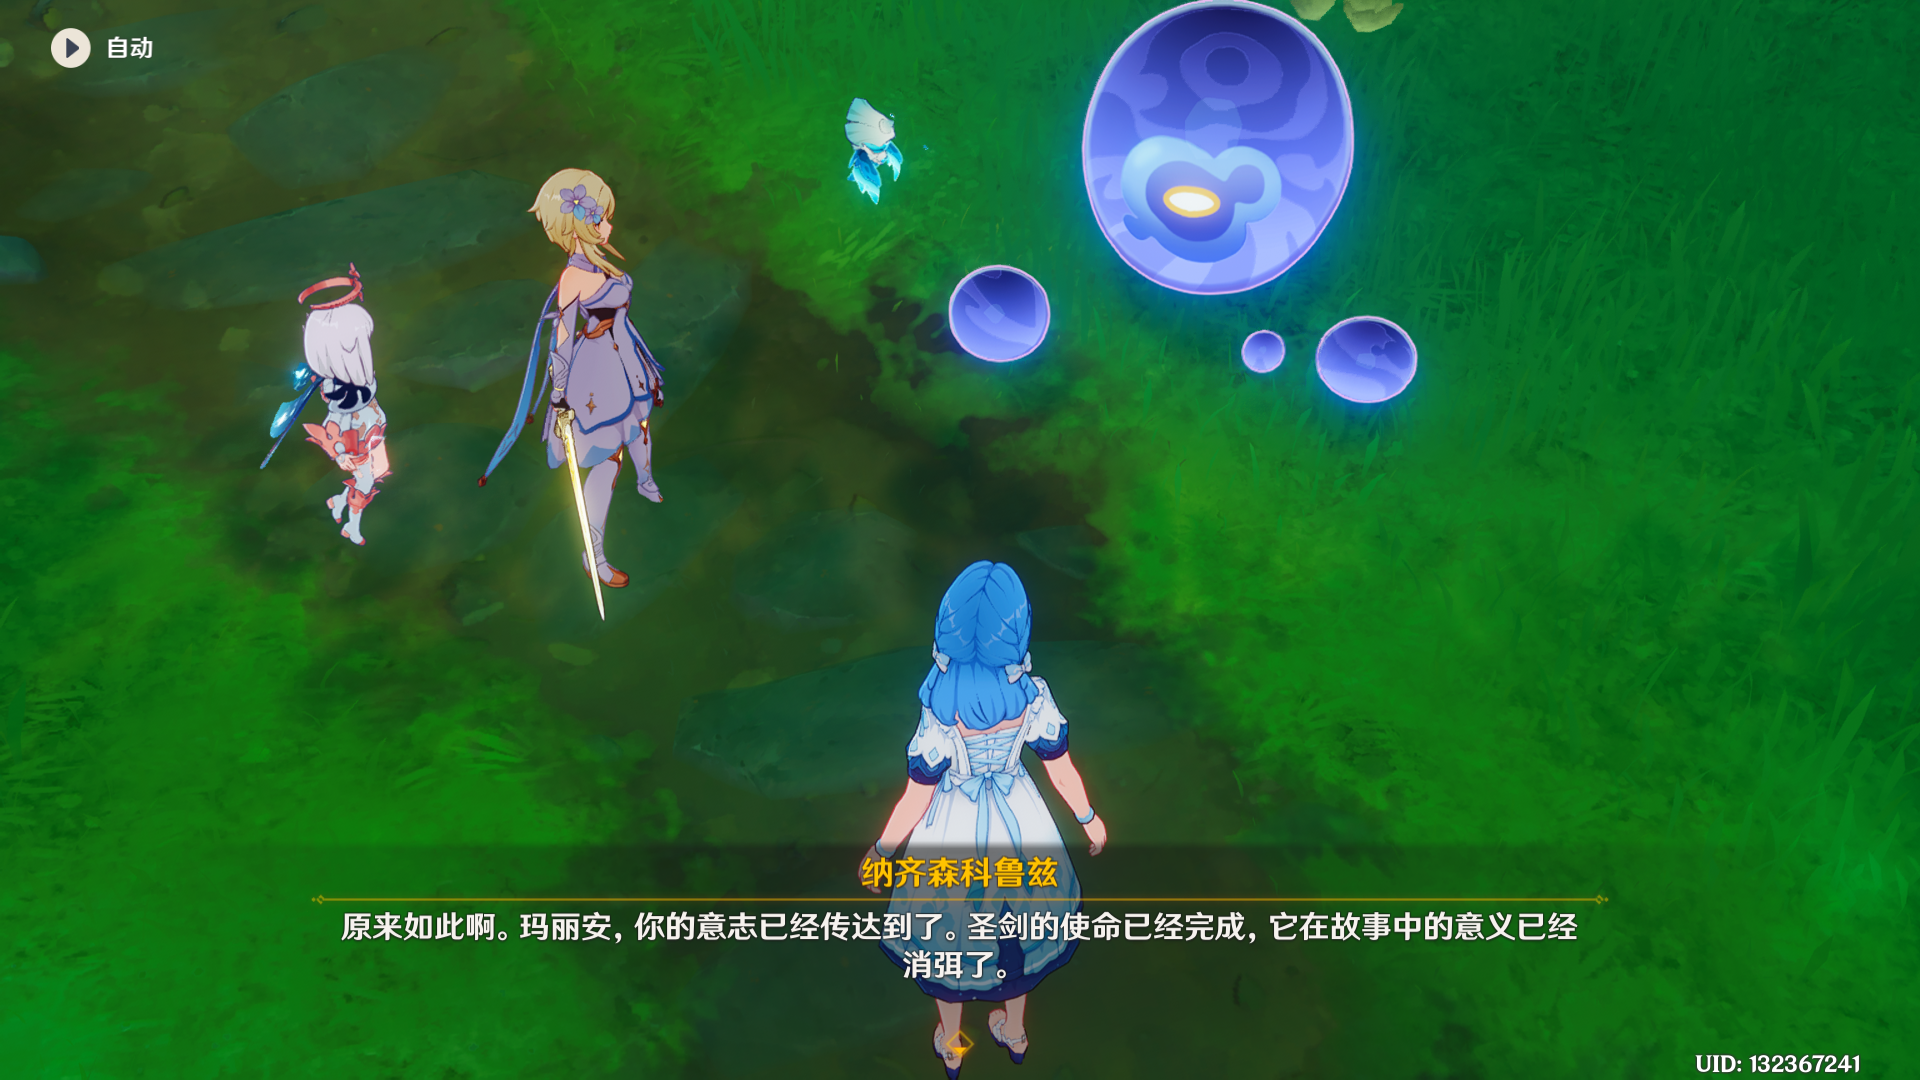 自动
纳齐森科鲁兹
原来如此啊。玛丽安，你的意志已经传达到了。圣剑的使命已经完成，它在故事中的意义已经
消弭了。
UID: 132367241